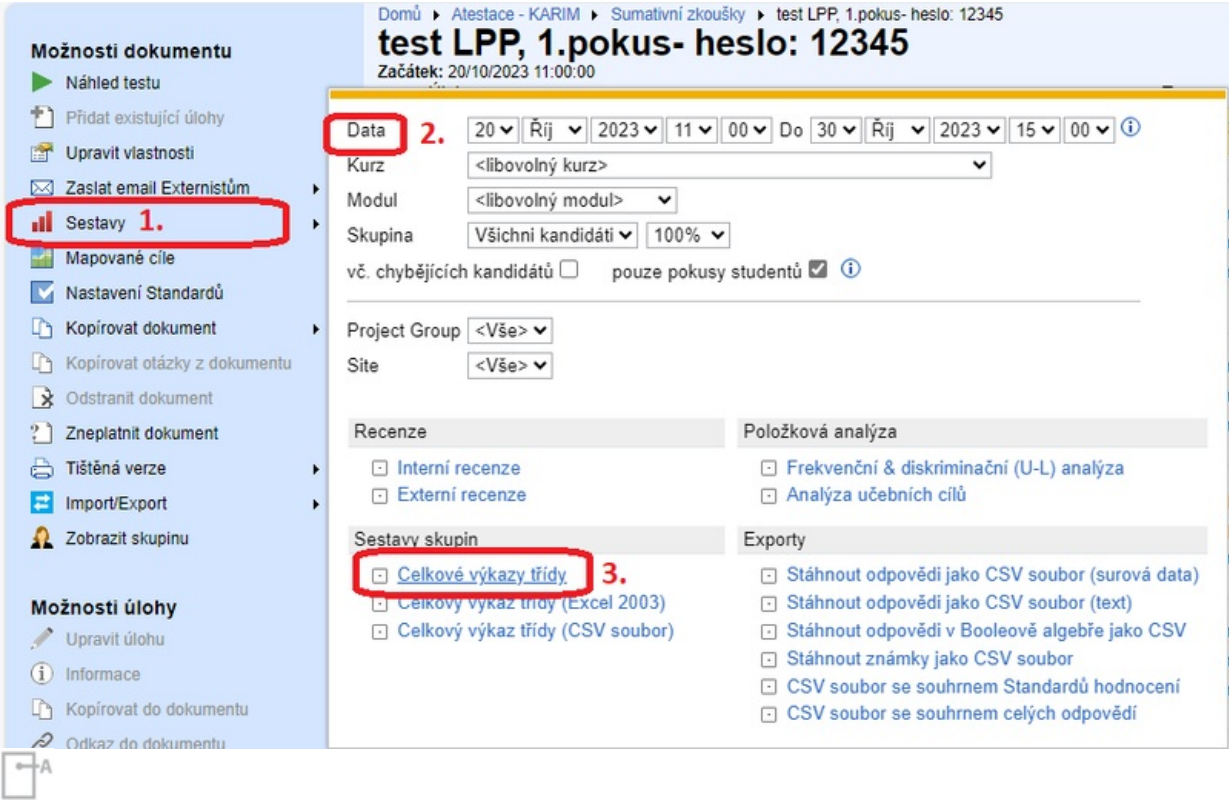 Domů ▸ Atestace - KARIM ▸ Sumativní zkoušky ▸ test LPP, 1.pokus- heslo: 12345
test LPP, 1.pokus- heslo: 12345
Začátek: 20/10/2023 11:00:00
Možnosti dokumentu
Náhled testu
Přidat existující úlohy
Upravit vlastnosti
Zaslat email Externistům
Sestavy 1.
Mapované cíle
Nastavení Standardů
Kopírovat dokument
Kopírovat otázky z dokumentu
Odstranit dokument
Zneplatnit dokument
Tištěná verze
Import/Export
Zobrazit skupinu
Možnosti úlohy
Upravit úlohu
Informace
Kopírovat do dokumentu
Odkaz do dokumentu
Data 2. 20 Říj 2023 11 00 Do 30 Říj 2023 15 00
Kurz <libovolný kurz>
Modul <libovolný modul>
Skupina Všichni kandidáti 100%
vč. chybějících kandidátů pouze pokusy studentů
Project Group <Vše>
Site <Vše>
Recenze
Interní recenze
Externí recenze
Položková analýza
Frekvenční & diskriminační (U-L) analýza
Analýza učebních cílů
Sestavy skupin
Celkové výkazy třídy 3.
Celkový výkaz třídy (Excel 2003)
Celkový výkaz třídy (CSV soubor)
Exporty
Stáhnout odpovědi jako CSV soubor (surová data)
Stáhnout odpovědi jako CSV soubor (text)
Stáhnout odpovědi v Booleově algebře jako CSV
Stáhnout známky jako CSV soubor
CSV soubor se souhrnem Standardů hodnocení
CSV soubor se souhrnem celých odpovědí
A